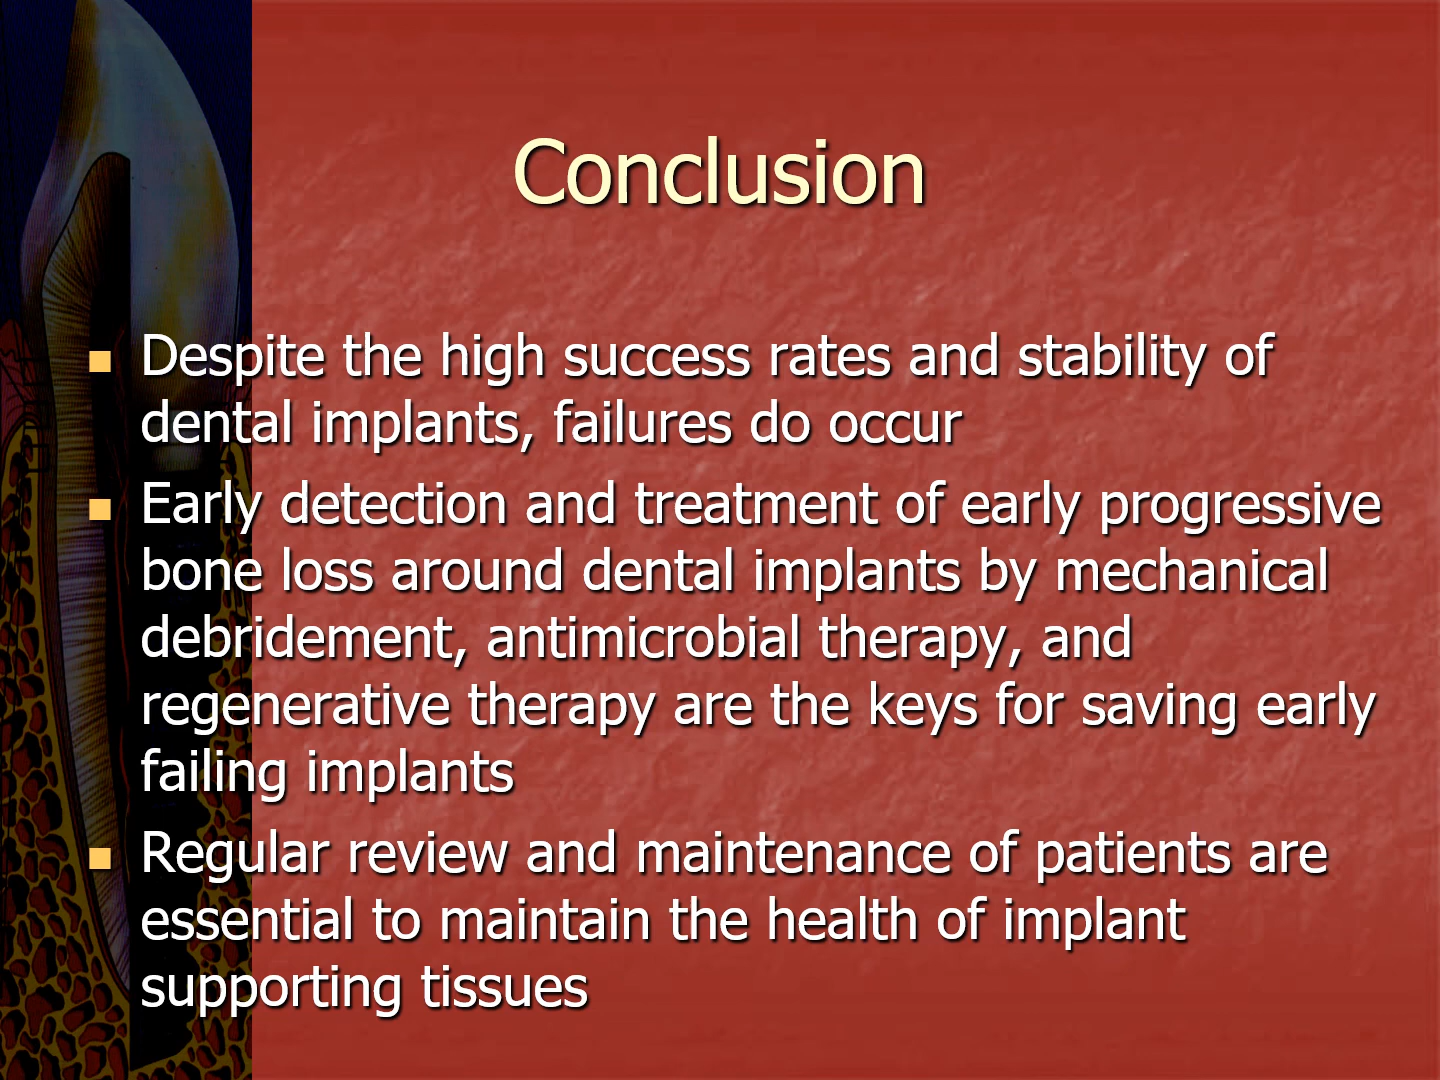 Conclusion
Despite the high success rates and stability of
dental implants, failures do occur
Early detection and treatment of early progressive
bone loss around dental implants by mechanical
debridement, antimicrobial therapy, and
regenerative therapy are the keys for saving early
failing implants
Regular review and maintenance of patients are
essential to maintain the health of implant
supporting tissues